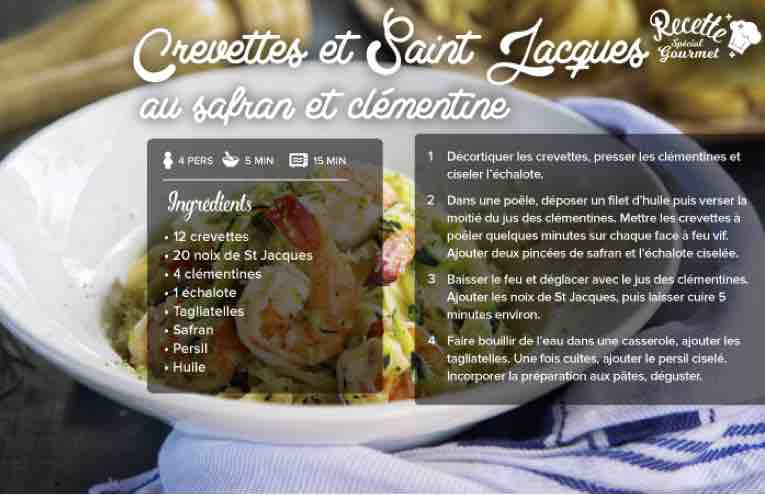 Crevettes et Saint Jacques
au safran et clémentine
Recette
Spécial
Gourmet
4 PERS 5 MIN 15 MIN
Ingrédients
• 12 crevettes
• 20 noix de St Jacques
• 4 clémentines
• 1 échalote
• Tagliatelles
• Safran
• Persil
• Huile
1 Décortiquer les crevettes, presser les clémentines et
ciseler l'échalote.
2 Dans une poêle, déposer un filet d'huile puis verser la
moitié du jus des clémentines. Mettre les crevettes à
poêler quelques minutes sur chaque face à feu vif.
Ajouter deux pincées de safran et l'échalote ciselée.
3 Baisser le feu et déglacer avec le jus des clémentines.
Ajouter les noix de St Jacques, puis laisser cuire 5
minutes environ.
4 Faire bouillir de l'eau dans une casserole, ajouter les
tagliatelles. Une fois cuites, ajouter le persil ciselé.
Incorporer la préparation aux pâtes, déguster.